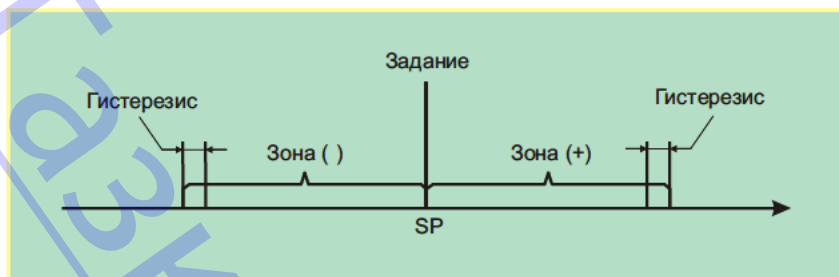 Задание
Гистерезис
Гистерезис
Зона ( )
Зона (+)
SP